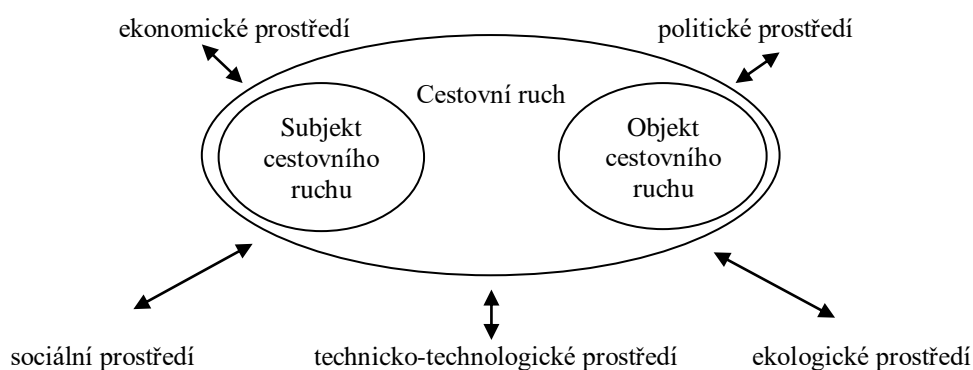 ekonomické prostředí
politické prostředí
Cestovní ruch
Subjekt
cestovního
ruchu
Objekt
cestovního
ruchu
sociální prostředí
technicko-technologické prostředí
ekologické prostředí